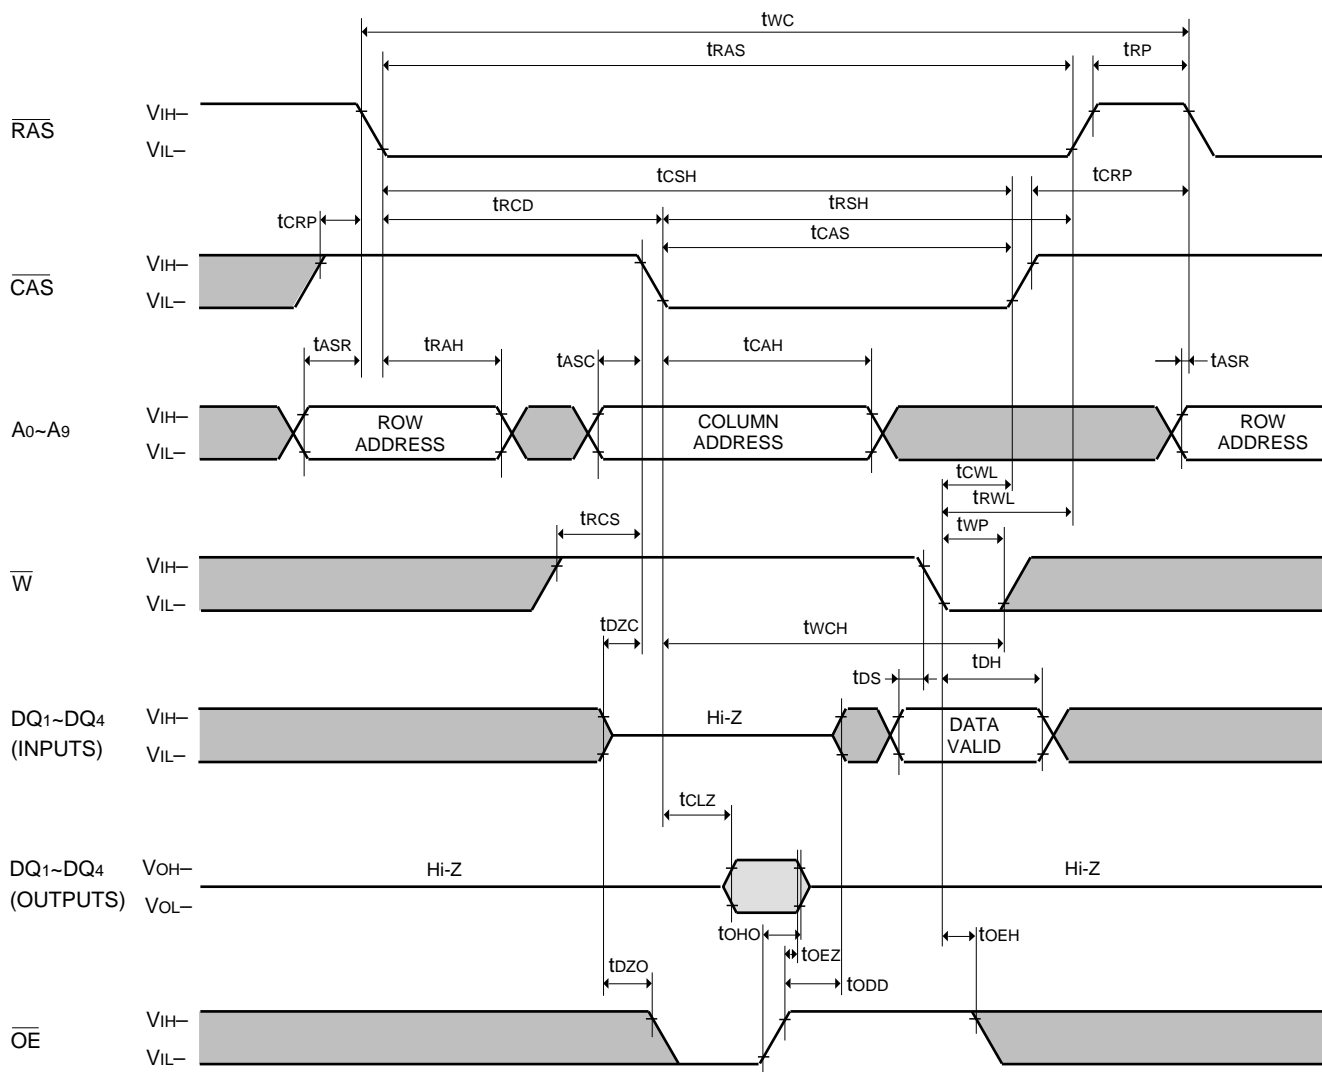 tWC
tRAS
tRP
RAS
VIH–
VIL–
tCSH
tCRP
tRCD
tRSH
tCRP
tCAS
CAS
VIH–
VIL–
tASR
tRAH
tASC
tCAH
tASR
A0~A9
VIH–
VIL–
ROW
ADDRESS
COLUMN
ADDRESS
ROW
ADDRESS
tCWL
tRWL
tWP
tRCS
W
VIH–
VIL–
tDZC
tWCH
tDS
tDH
DQ1~DQ4
(INPUTS)
VIH–
VIL–
Hi-Z
DATA
VALID
tCLZ
DQ1~DQ4
(OUTPUTS)
VOH–
VOL–
Hi-Z
Hi-Z
tOHO
tOEZ
tOEH
tDZO
tODD
OE
VIH–
VIL–